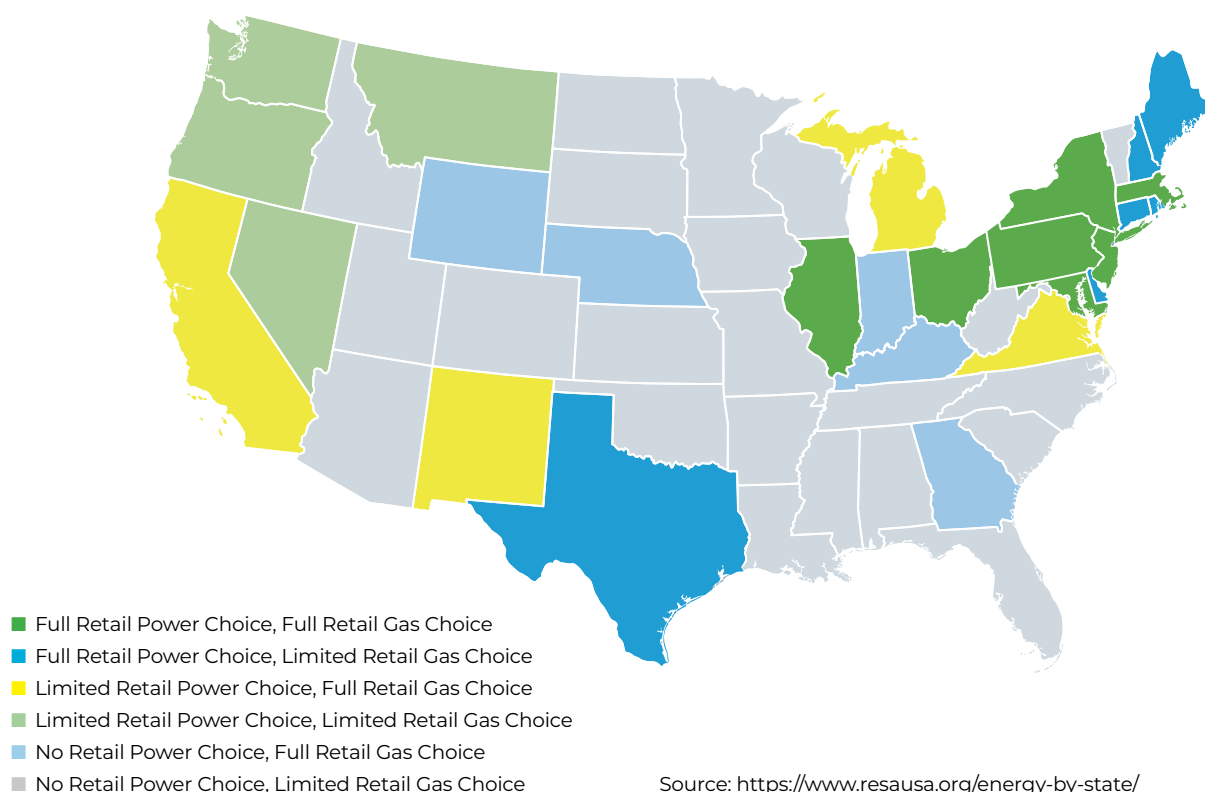 Full Retail Power Choice, Full Retail Gas Choice
Full Retail Power Choice, Limited Retail Gas Choice
Limited Retail Power Choice, Full Retail Gas Choice
Limited Retail Power Choice, Limited Retail Gas Choice
No Retail Power Choice, Full Retail Gas Choice
No Retail Power Choice, Limited Retail Gas Choice
Source: https://www.resausa.org/energy-by-state/